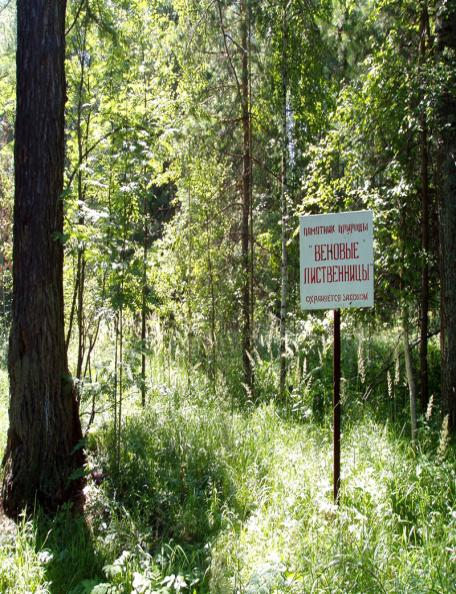 ПАМЯТНИК ПРИРОДЫ
"ВЕКОВЫЕ"
ЛИСТВЕННИЦЫ
ОХРАНЯЕТСЯ ЗАКОНОМ